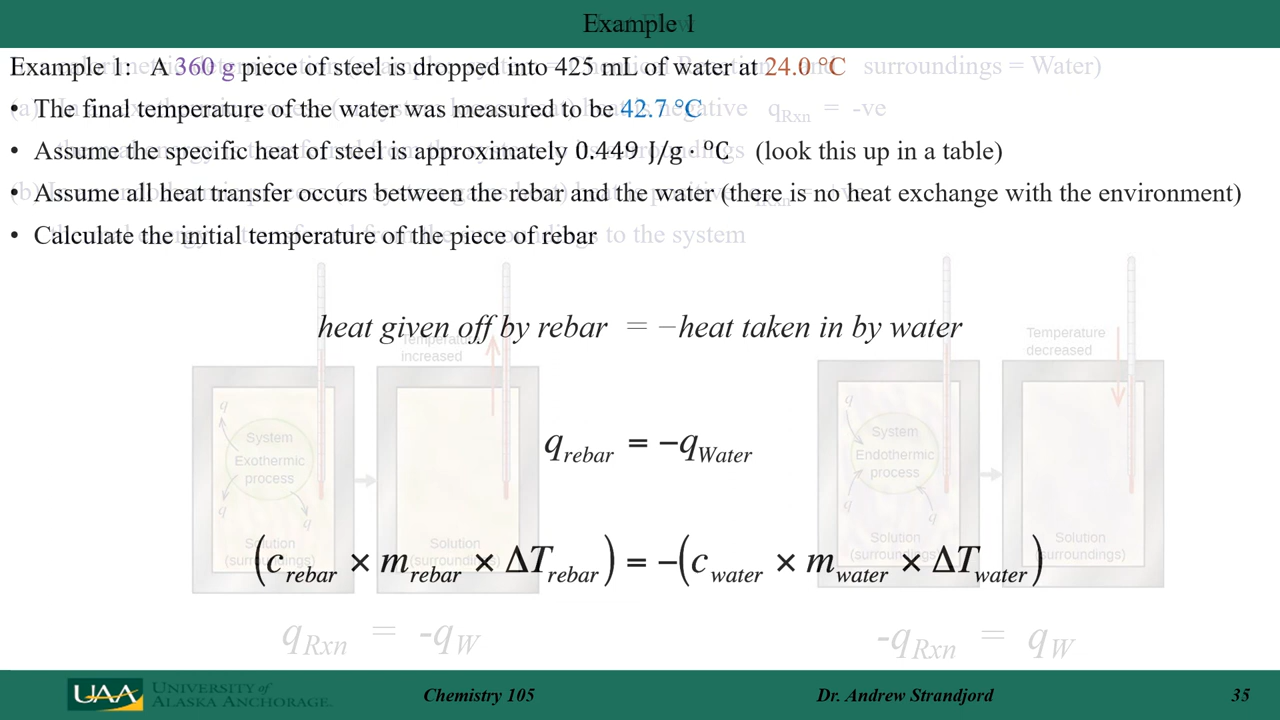 Example 1
Example 1: A 360 g piece of steel is dropped into 425 mL of water at 24.0 °C
surroundings = Water)
• The final temperature of the water was measured to be 42.7 °C
negative q_Rxn = -ve
• Assume the specific heat of steel is approximately 0.449 J/g · °C (look this up in a table)
• Assume all heat transfer occurs between the rebar and the water (there is no heat exchange with the environment)
• Calculate the initial temperature of the piece of rebar
to the system
heat given off by rebar = −heat taken in by water
Temperature
increased
Temperature
decreased
q_rebar = −q_Water
q
System
Exothermic
process
q
q
q
System
Endothermic
process
q
q
Solution
(surroundings)
Solution
(surroundings)
Solution
(surroundings)
Solution
(surroundings)
(c_rebar × m_rebar × ΔT_rebar) = −(c_water × m_water × ΔT_water)
q_Rxn = -q_W
-q_Rxn = q_W
UAA UNIVERSITY of
ALASKA ANCHORAGE.
Chemistry 105
Dr. Andrew Strandjord
35